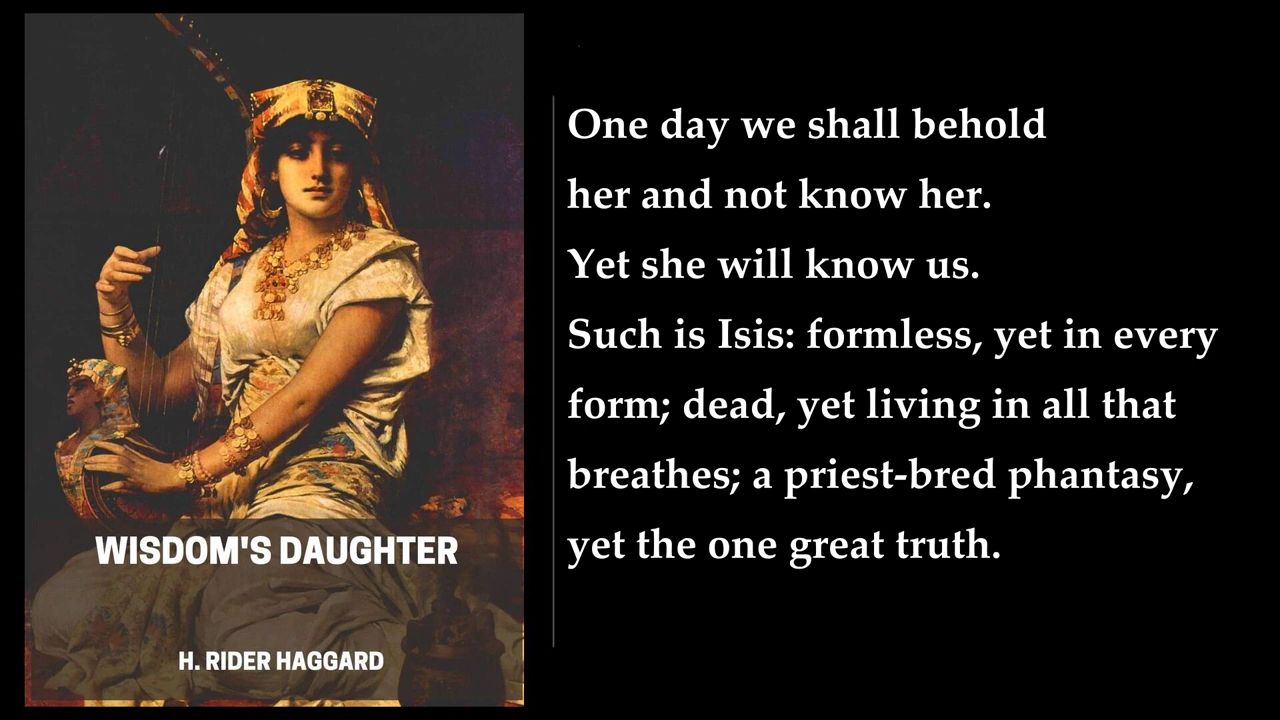 WISDOM'S DAUGHTER
H. RIDER HAGGARD
One day we shall behold
her and not know her.
Yet she will know us.
Such is Isis: formless, yet in every
form; dead, yet living in all that
breathes; a priest-bred phantasy,
yet the one great truth.